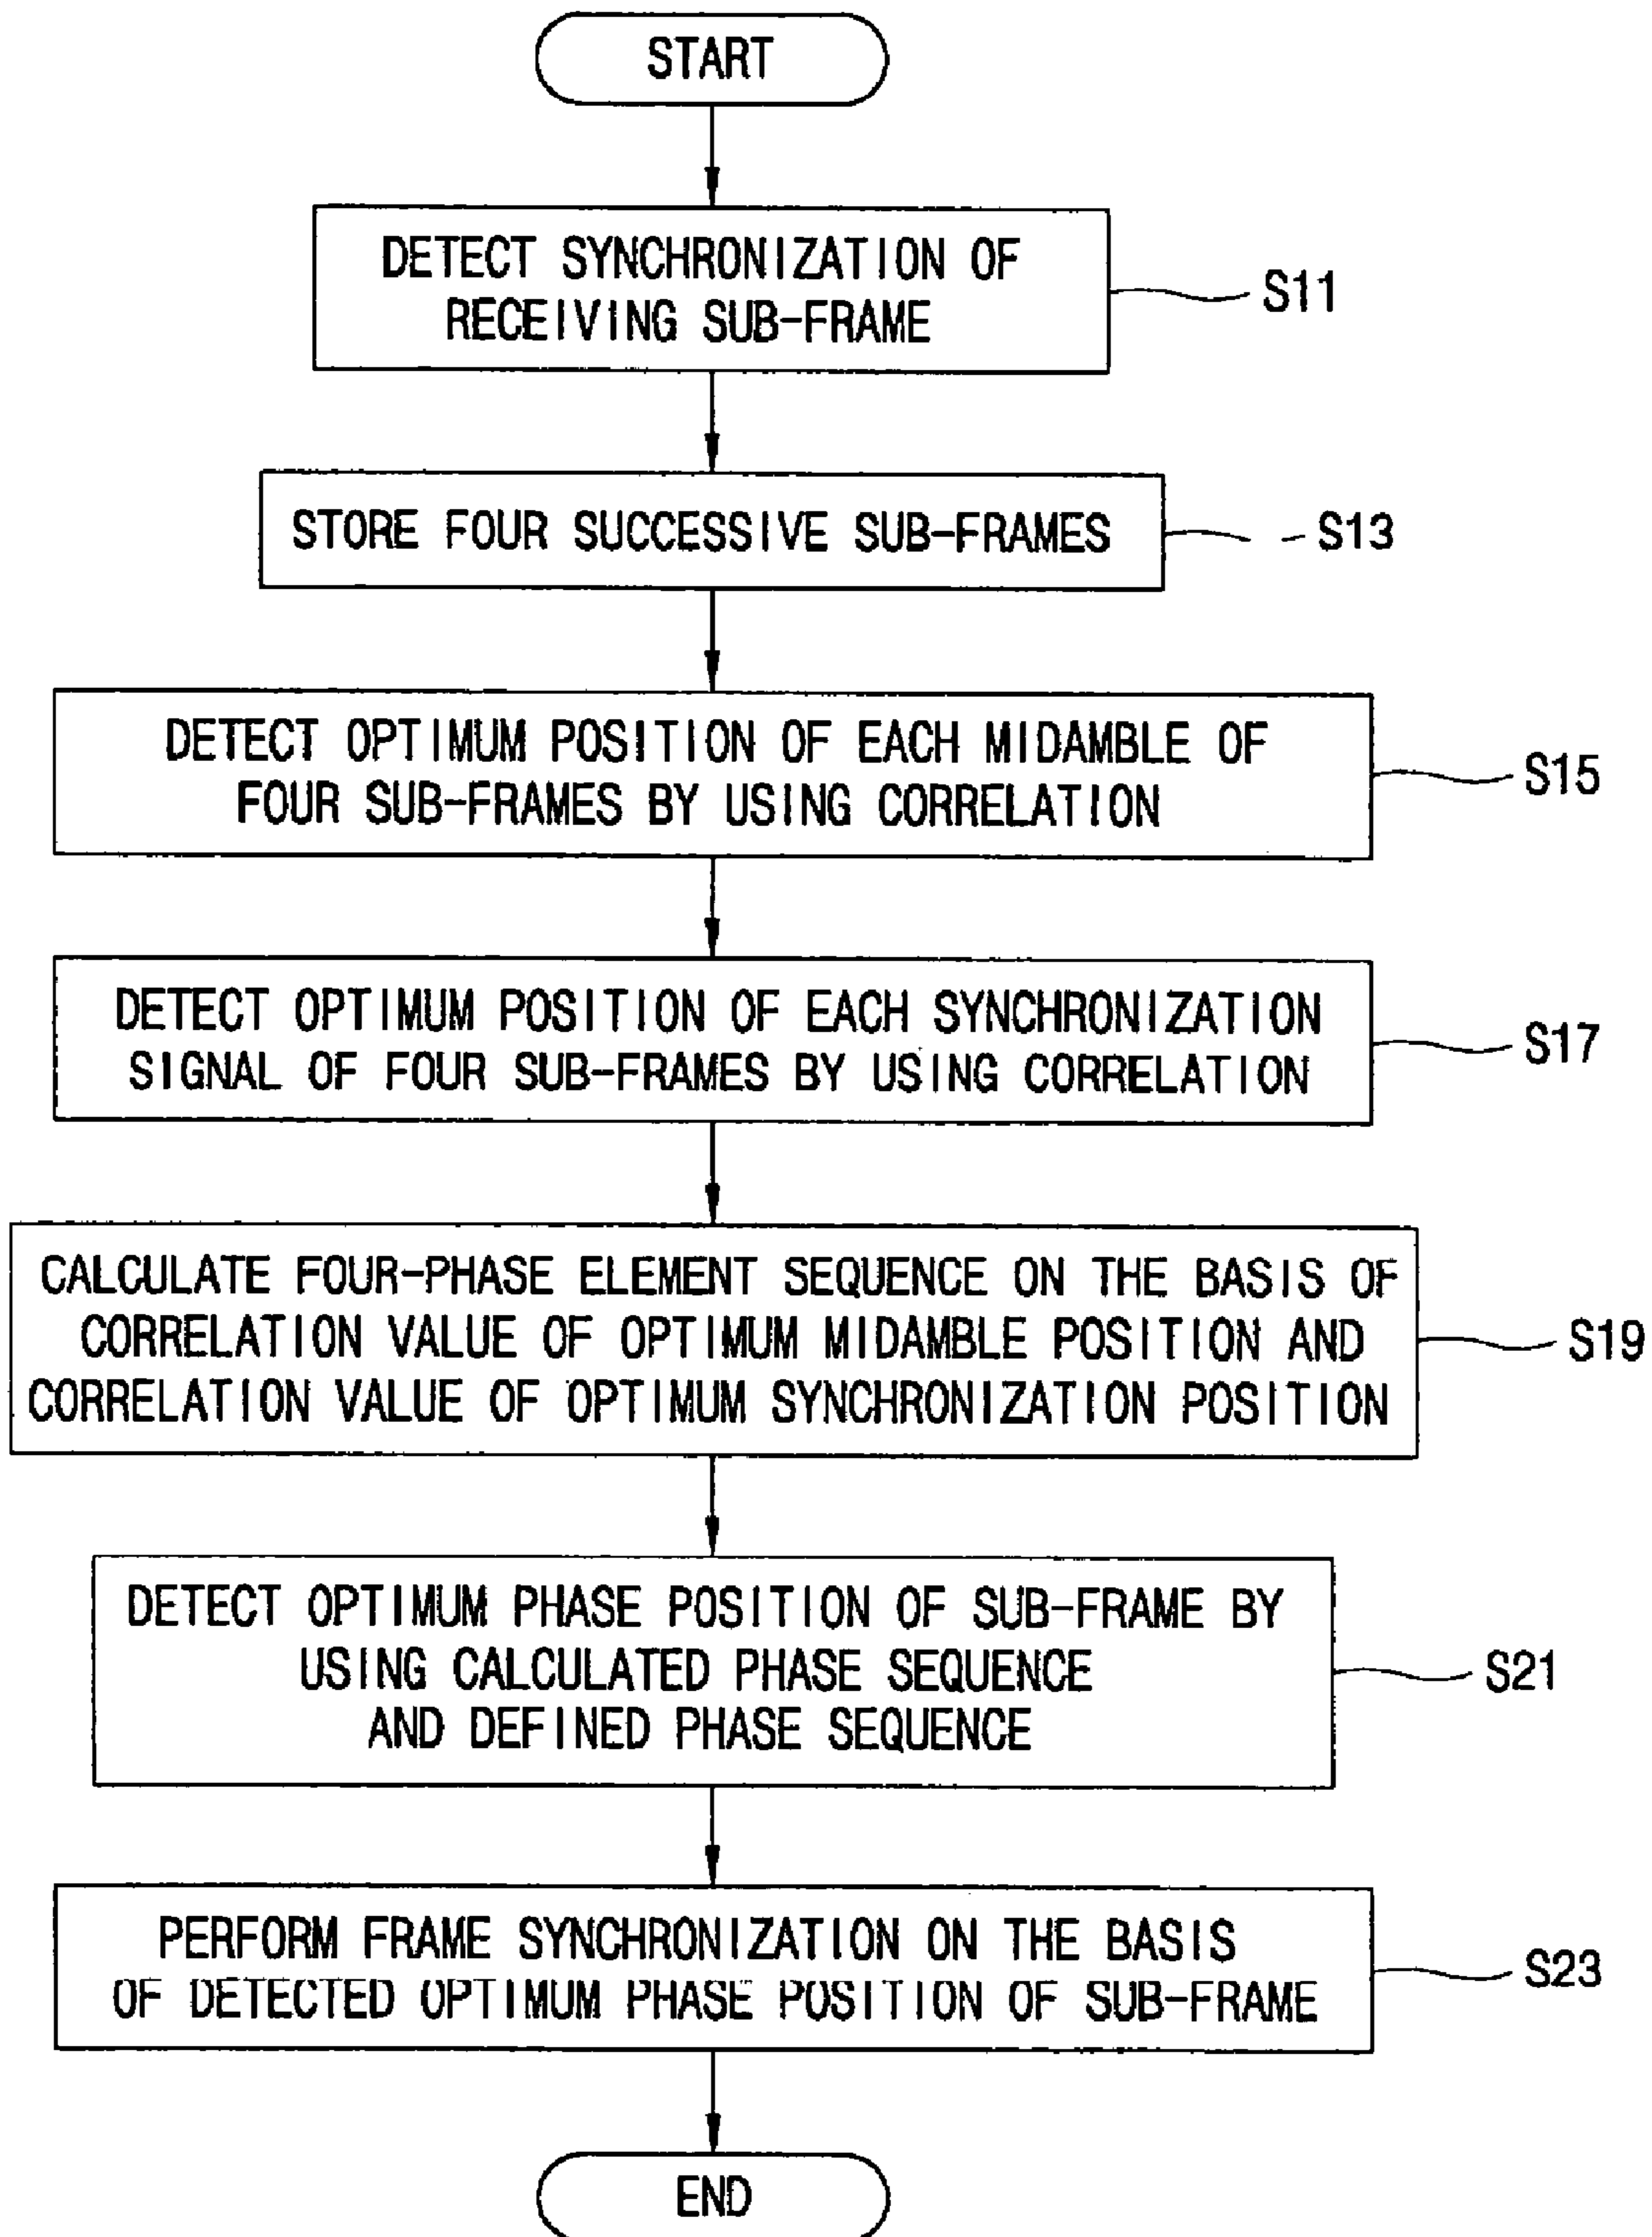 START
DETECT SYNCHRONIZATION OF
RECEIVING SUB-FRAME
S11
STORE FOUR SUCCESSIVE SUB-FRAMES
S13
DETECT OPTIMUM POSITION OF EACH MIDAMBLE OF
FOUR SUB-FRAMES BY USING CORRELATION
S15
DETECT OPTIMUM POSITION OF EACH SYNCHRONIZATION
SIGNAL OF FOUR SUB-FRAMES BY USING CORRELATION
S17
CALCULATE FOUR-PHASE ELEMENT SEQUENCE ON THE BASIS OF
CORRELATION VALUE OF OPTIMUM MIDAMBLE POSITION AND
CORRELATION VALUE OF OPTIMUM SYNCHRONIZATION POSITION
S19
DETECT OPTIMUM PHASE POSITION OF SUB-FRAME BY
USING CALCULATED PHASE SEQUENCE
AND DEFINED PHASE SEQUENCE
S21
PERFORM FRAME SYNCHRONIZATION ON THE BASIS
OF DETECTED OPTIMUM PHASE POSITION OF SUB-FRAME
S23
END